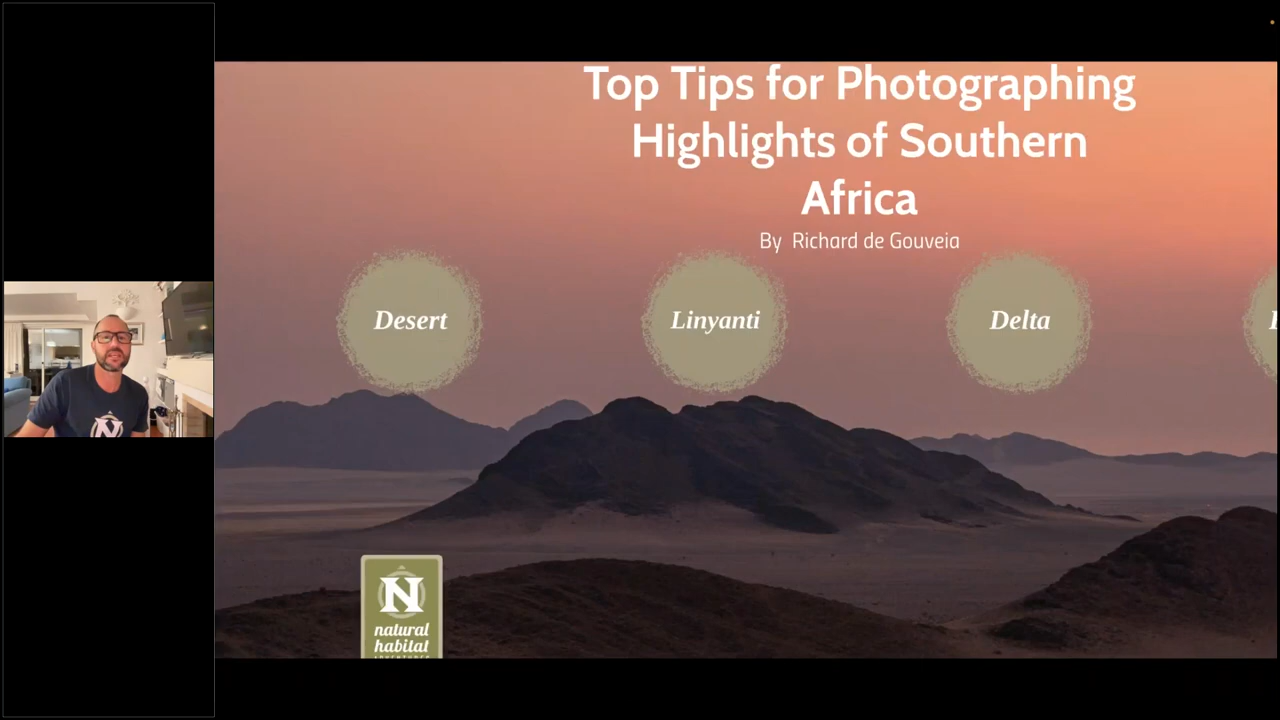 Top Tips for Photographing
Highlights of Southern
Africa
By Richard de Gouveia
Desert
Linyanti
Delta
N
natural
habitat
N